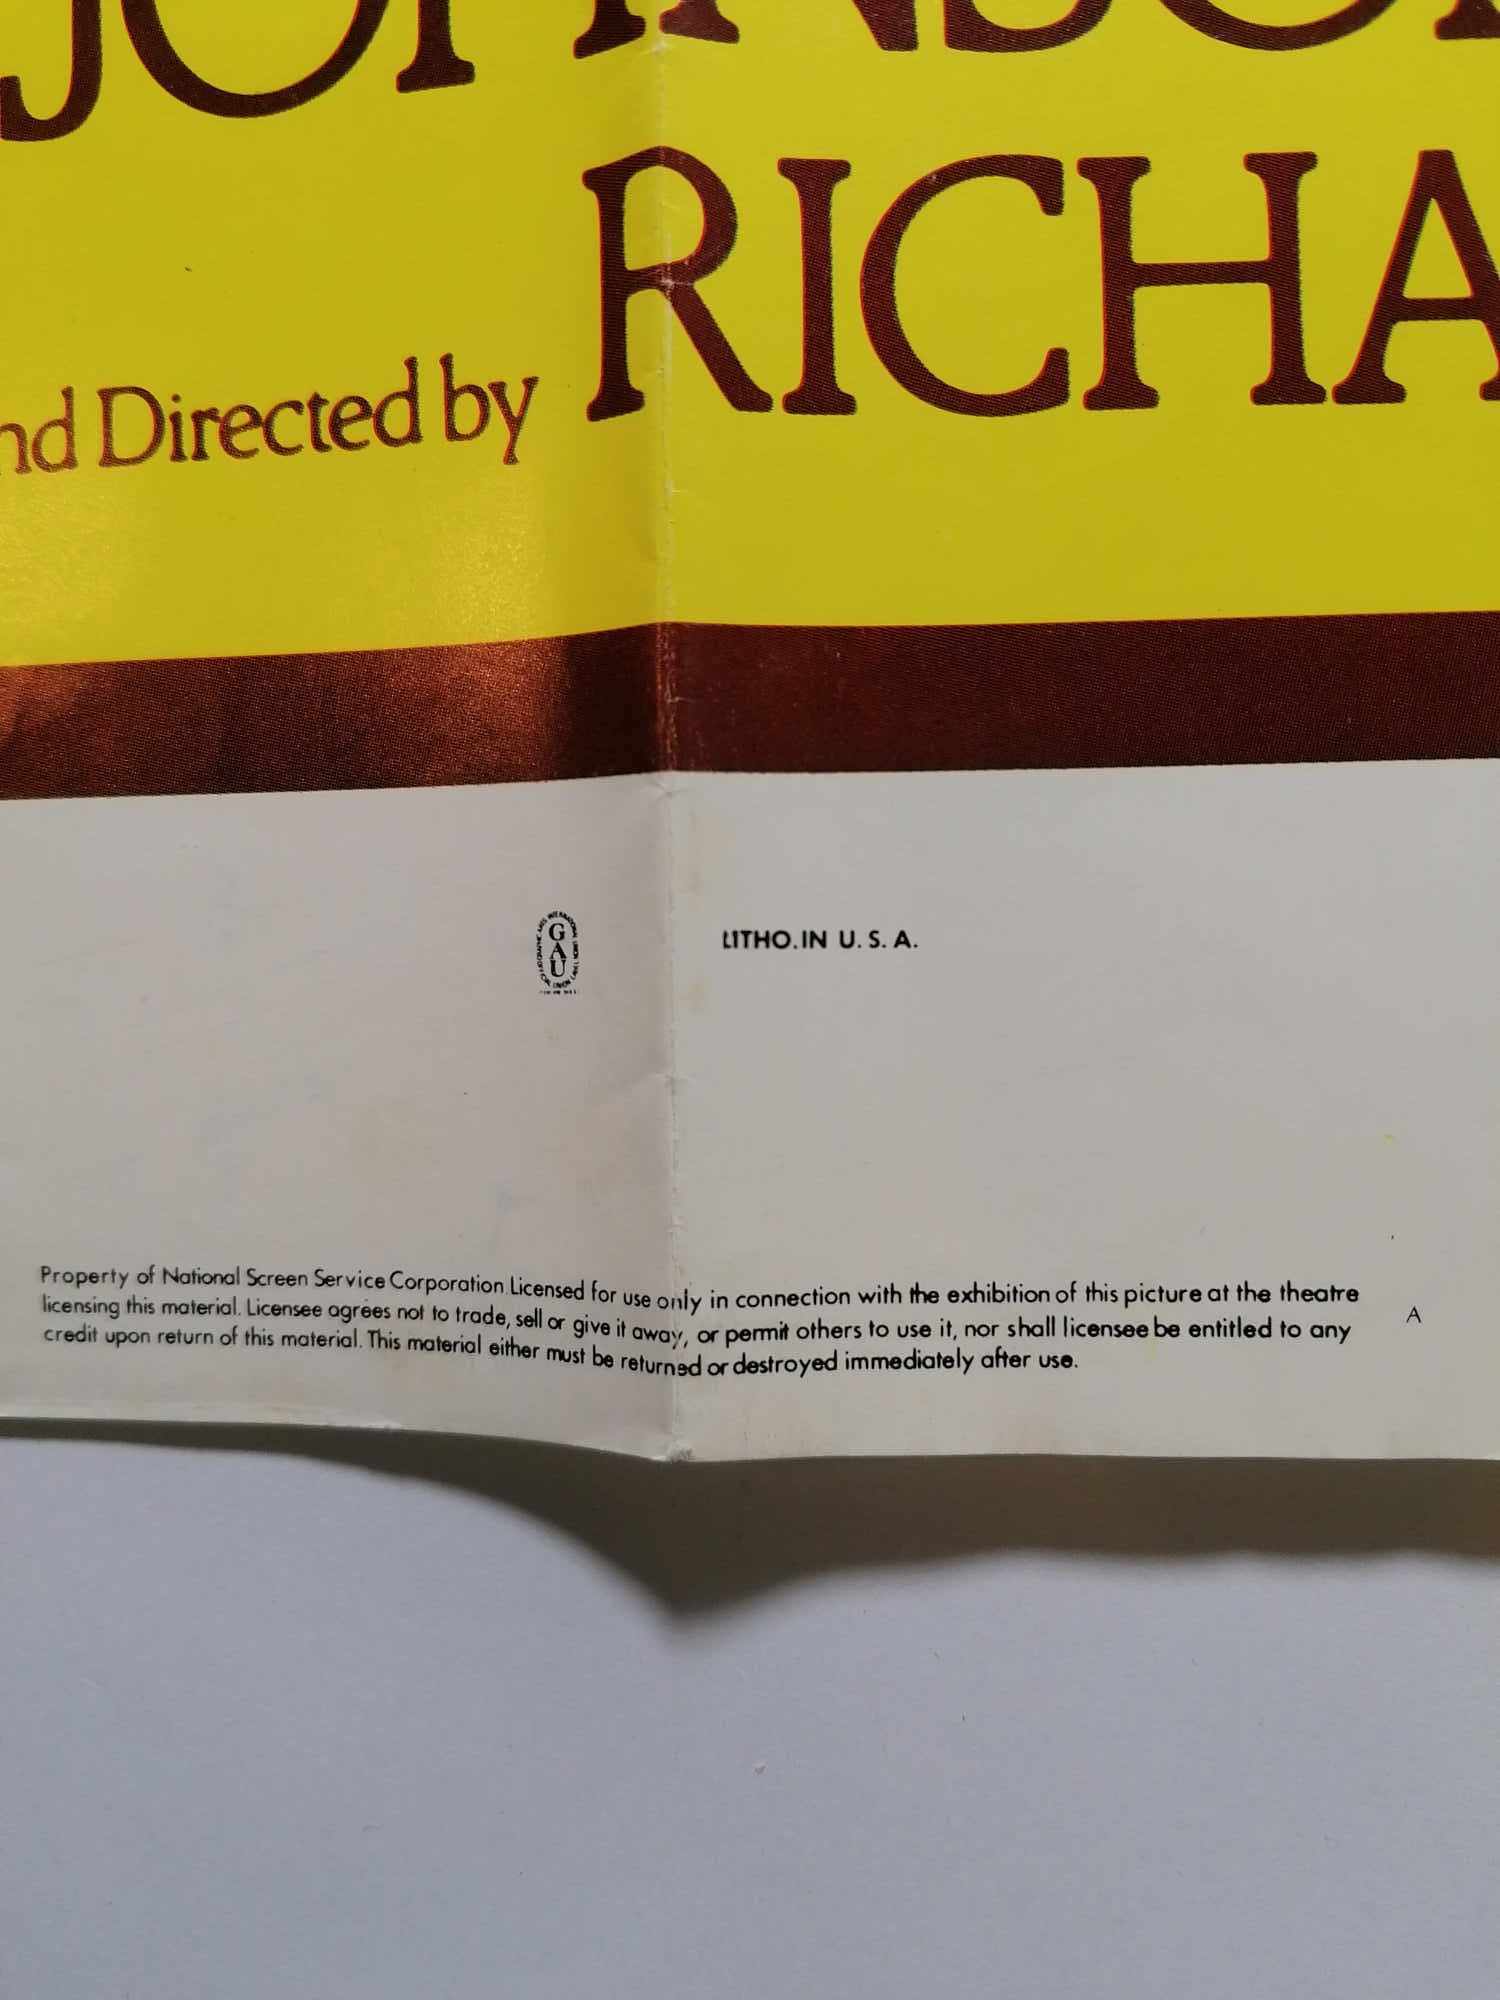 JOHNSO
RICHA
nd Directed by
GAU
LITHO. IN U. S. A.
Property of National Screen Service Corporation. Licensed for use only in connection with the exhibition of this picture at the theatre
licensing this material. Licensee agrees not to trade, sell or give it away, or permit others to use it, nor shall licensee be entitled to any
credit upon return of this material. This material either must be returned or destroyed immediately after use.
A